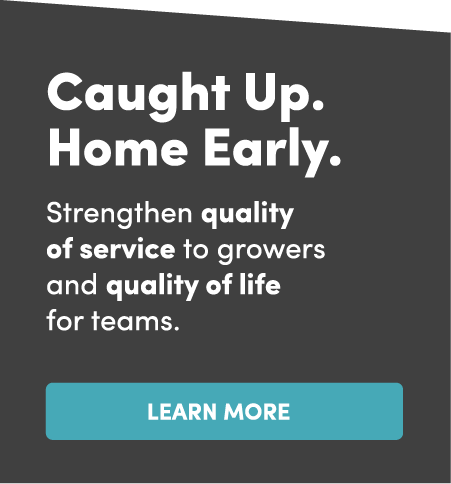 Caught Up.
Home Early.
Strengthen quality
of service to growers
and quality of life
for teams.
LEARN MORE